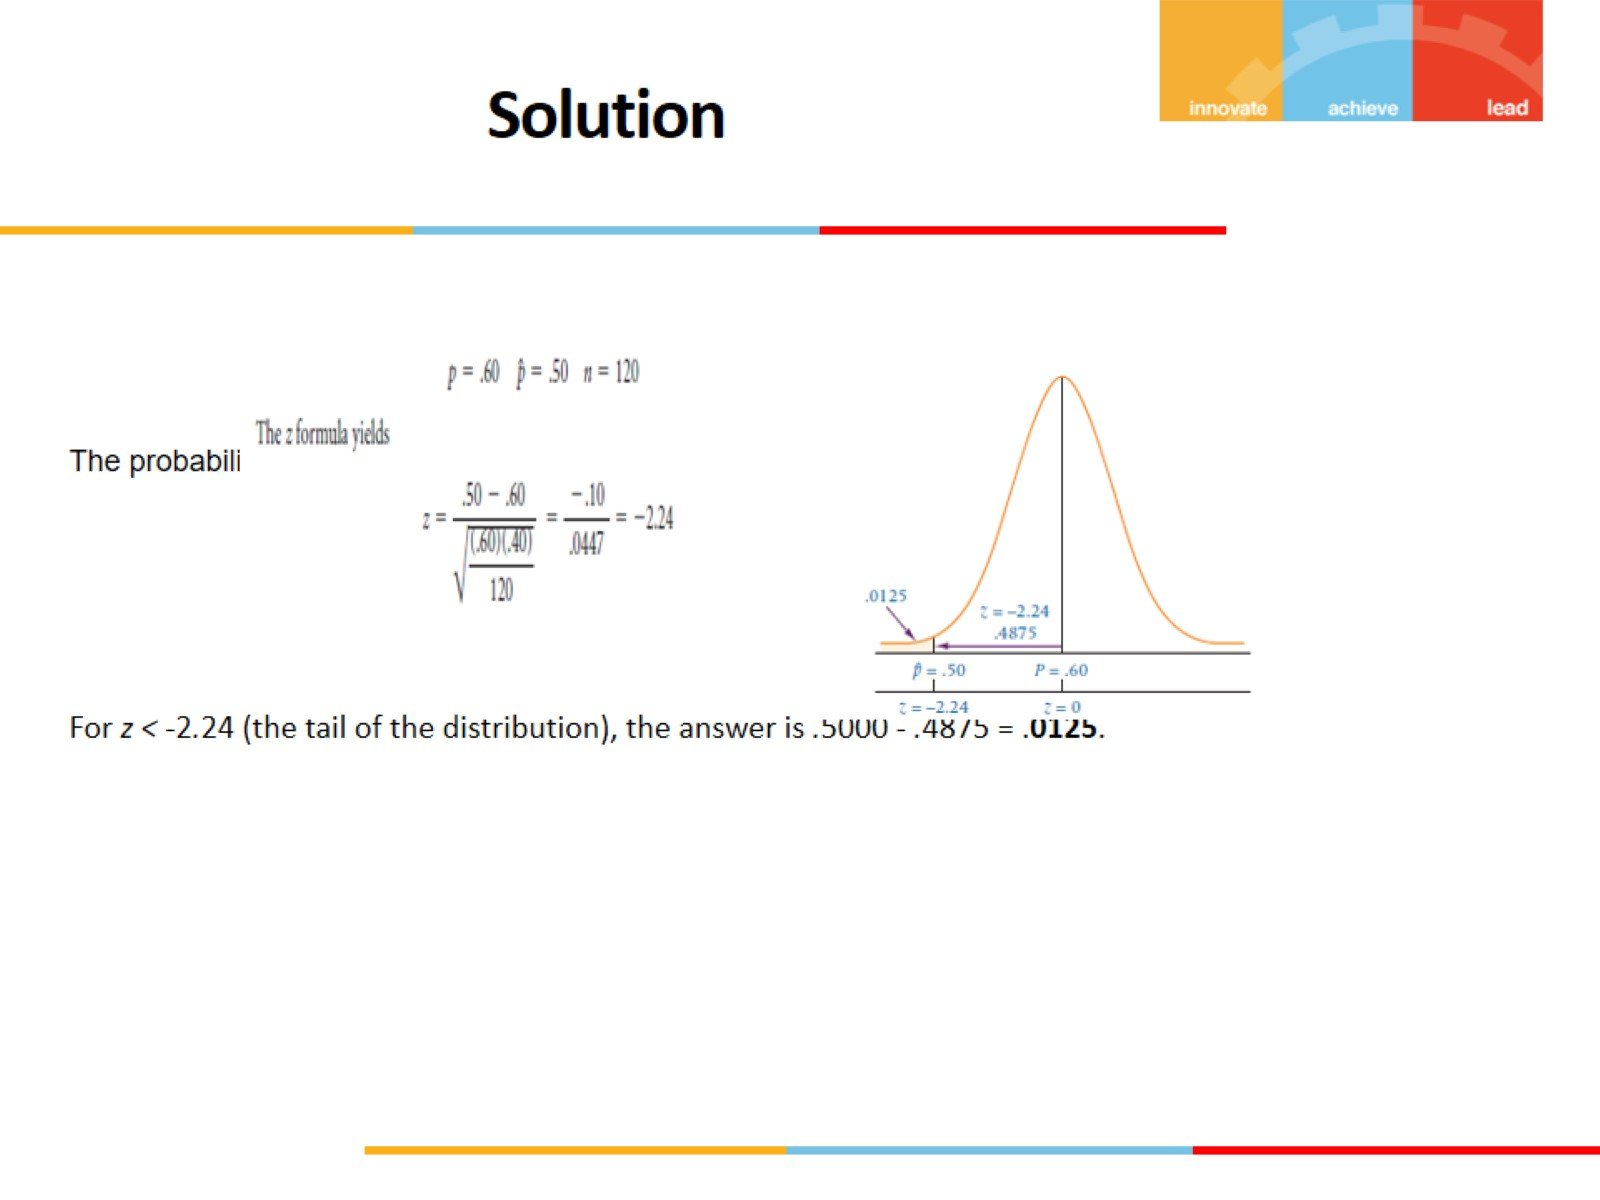 innovate achieve lead
Solution
p = .60 p̂ = .50 n = 120
The z formula yields
The probabili
z = .50 − .60 / √(.60)(.40)/120 = −.10 / .0447 = −2.24
.0125
z = −2.24
.4875
p̂ = .50 P = .60
z = −2.24 z = 0
For z < -2.24 (the tail of the distribution), the answer is .5000 - .4875 = .0125.